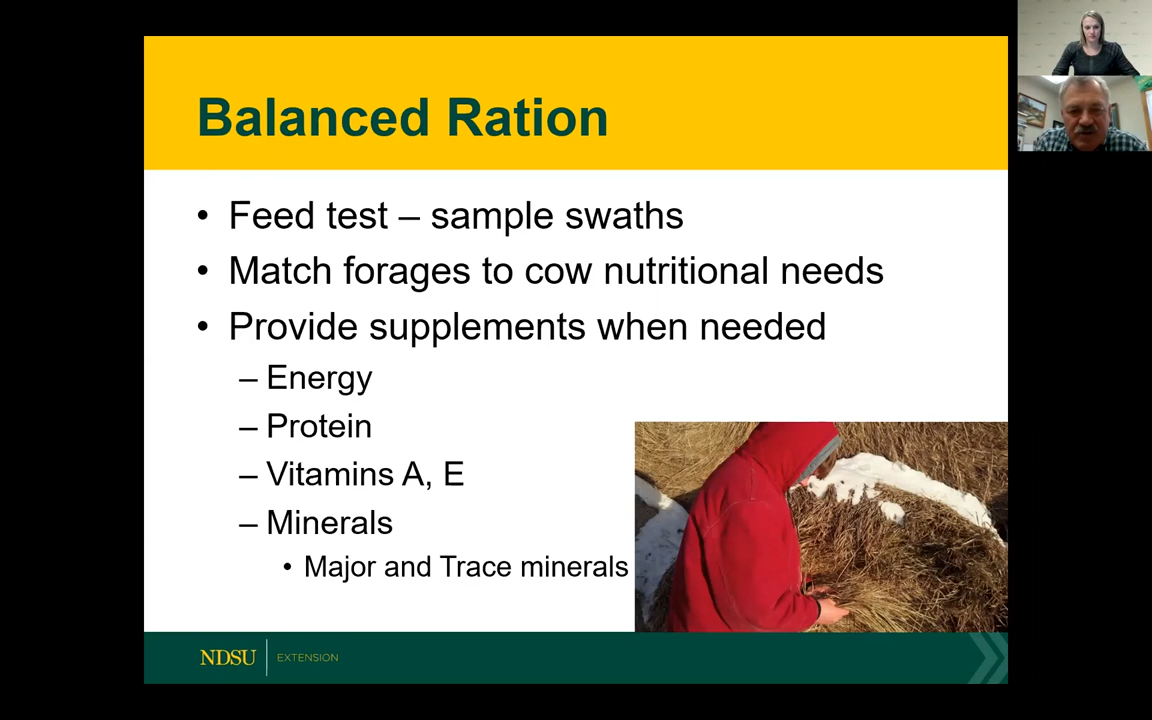 Balanced Ration
• Feed test – sample swaths
• Match forages to cow nutritional needs
• Provide supplements when needed
– Energy
– Protein
– Vitamins A, E
– Minerals
• Major and Trace minerals
NDSU EXTENSION